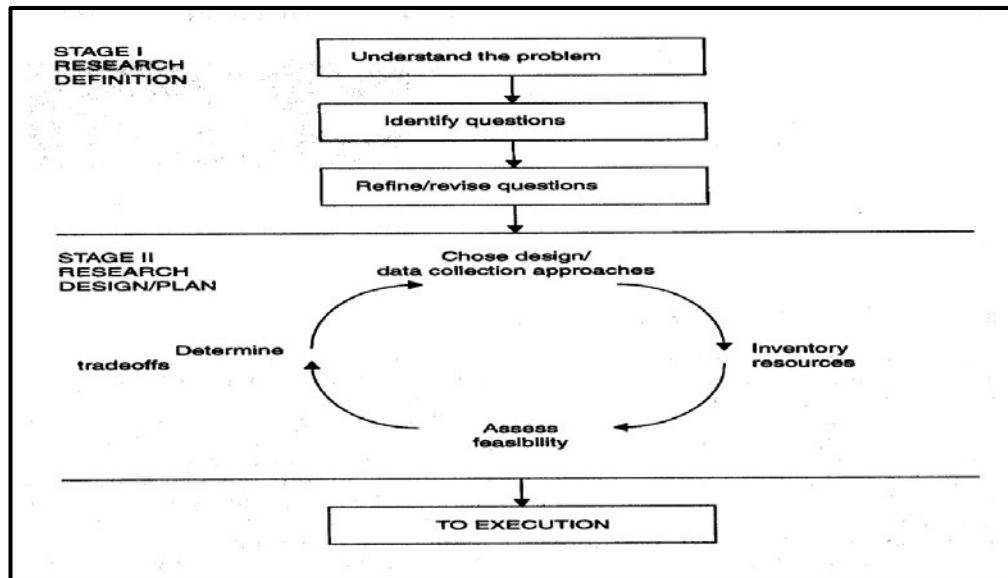 STAGE I
RESEARCH
DEFINITION
Understand the problem
Identify questions
Refine/revise questions
STAGE II
RESEARCH
DESIGN/PLAN
Chose design/
data collection approaches
Inventory
resources
Assess
feasibility
Determine
tradeoffs
TO EXECUTION